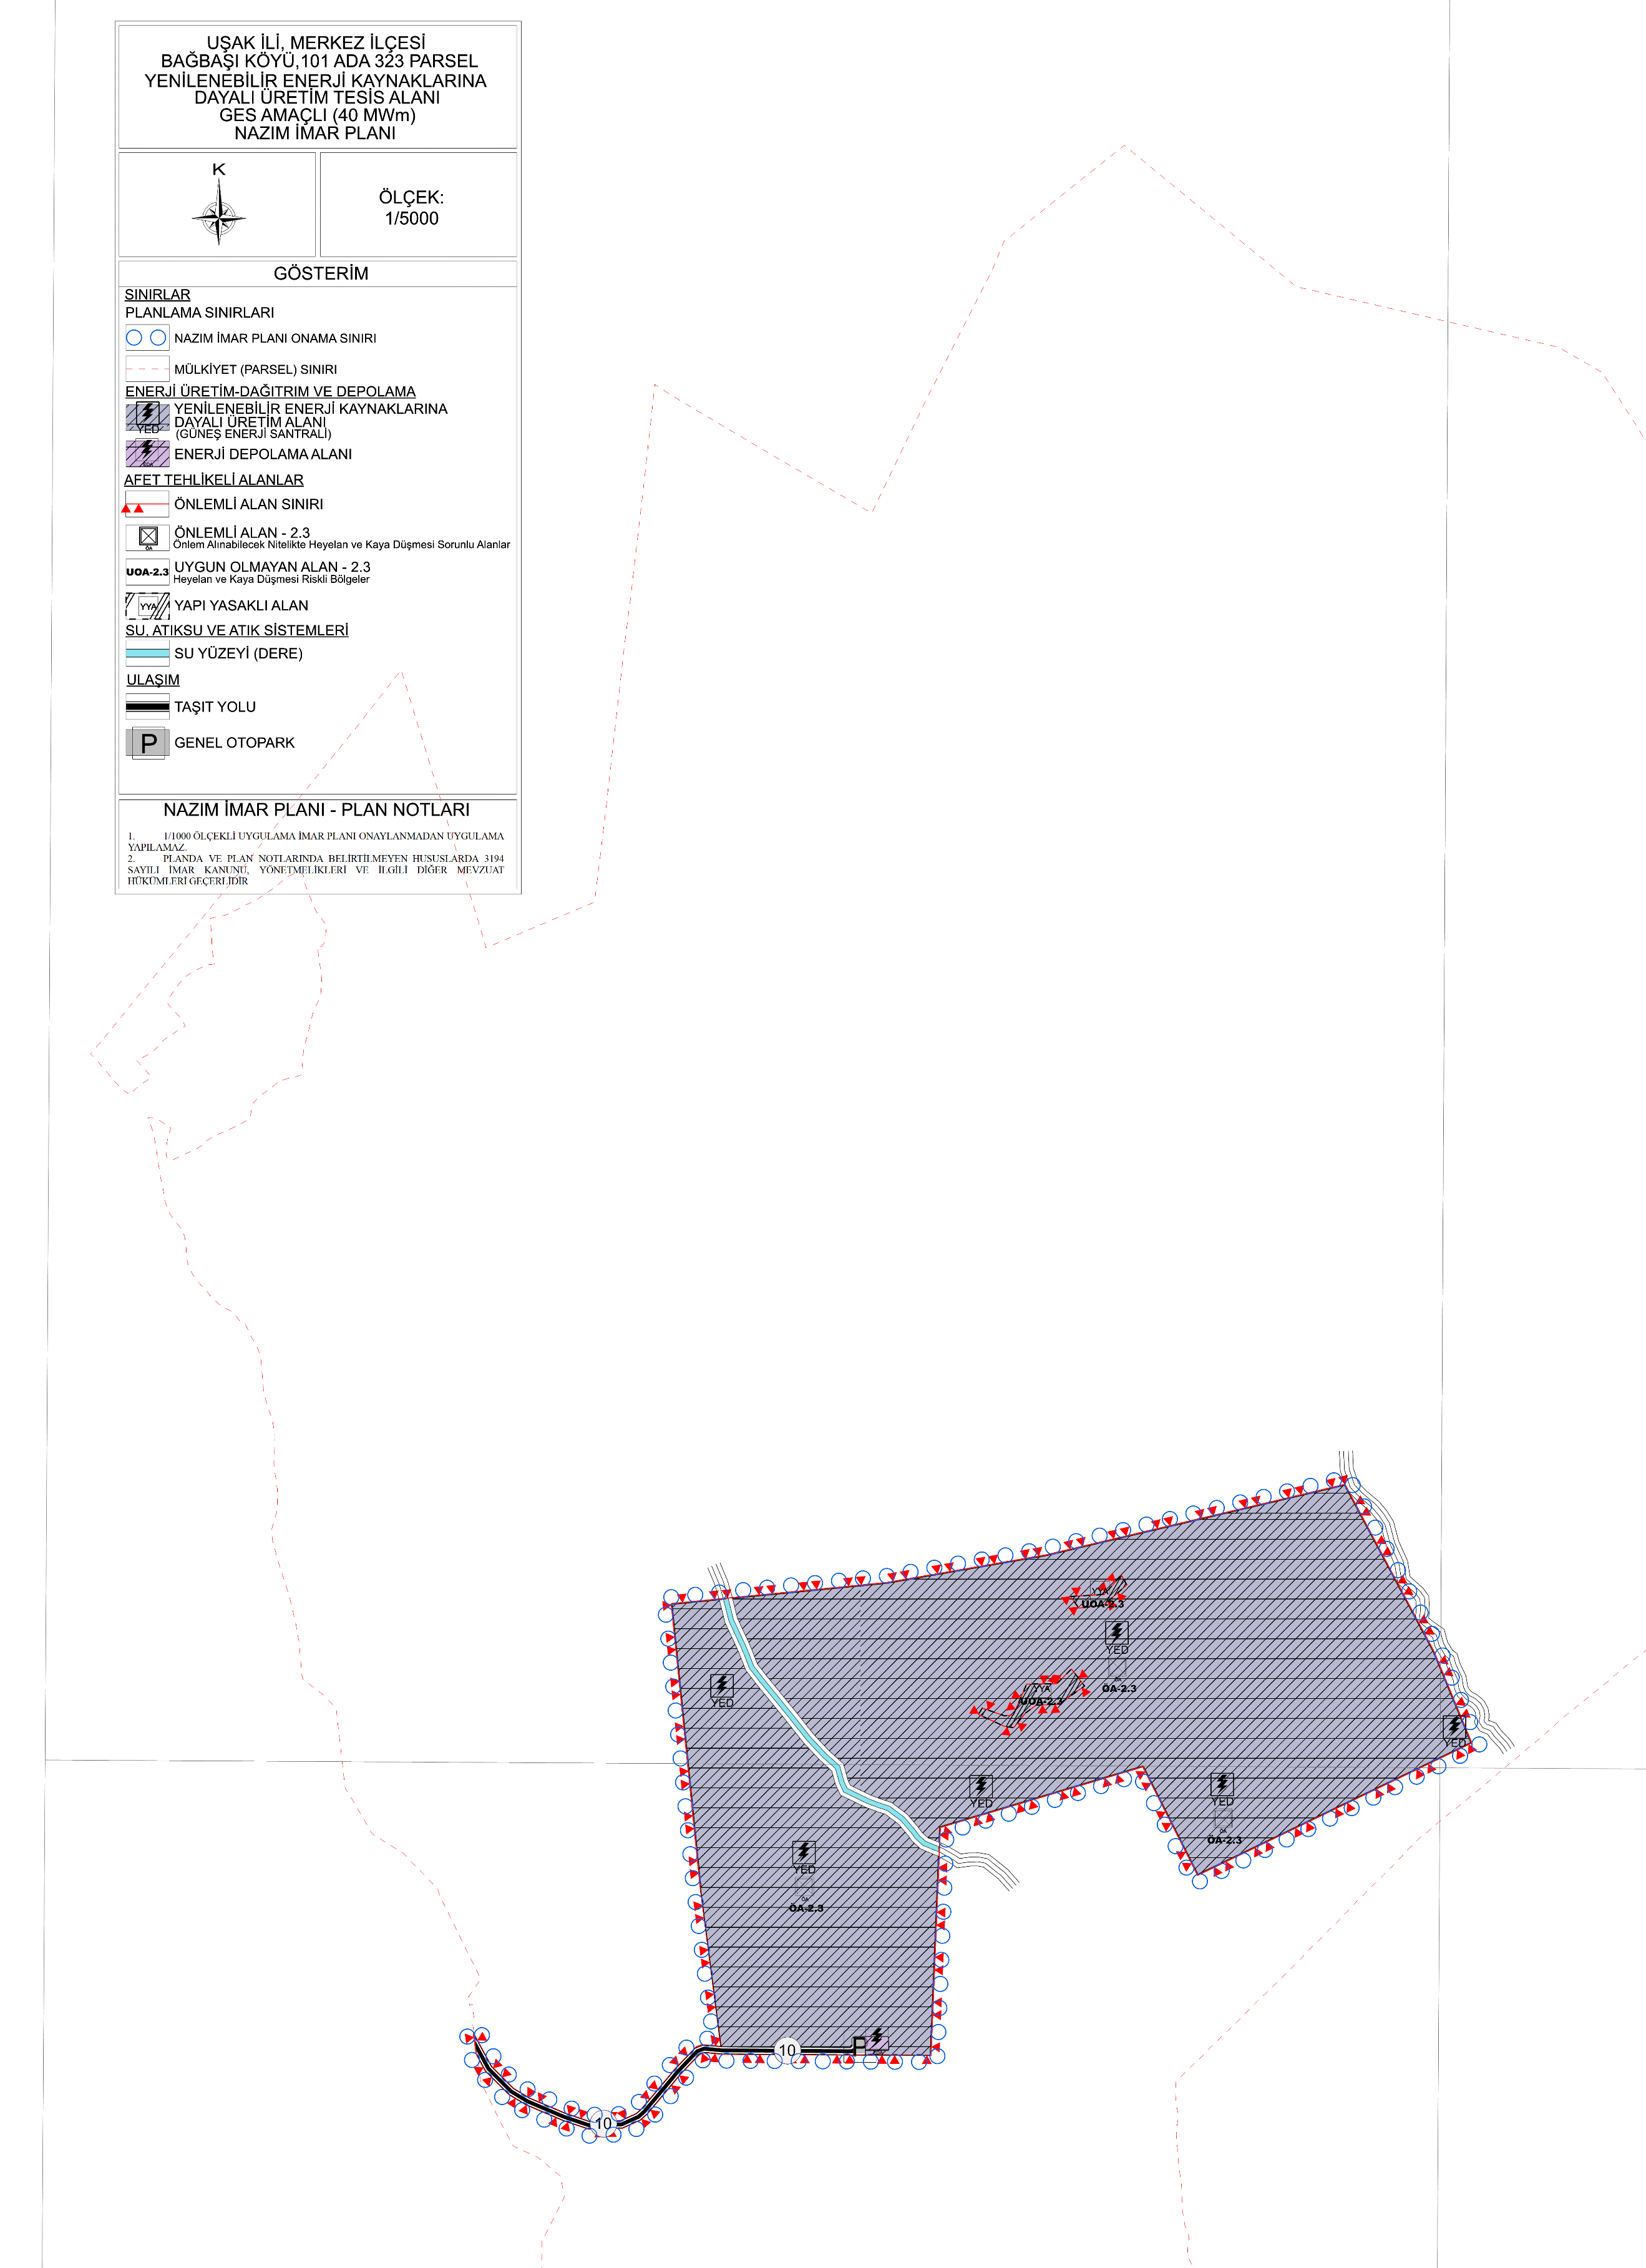 UŞAK İLİ, MERKEZ İLÇESİ
BAĞBAŞI KÖYÜ,101 ADA 323 PARSEL
YENİLENEBİLİR ENERJİ KAYNAKLARINA
DAYALI ÜRETİM TESİS ALANI
GES AMAÇLI (40 MWm)
NAZIM İMAR PLANI
K
ÖLÇEK:
1/5000
GÖSTERİM
SINIRLAR
PLANLAMA SINIRLARI
NAZIM İMAR PLANI ONAMA SINIRI
MÜLKİYET (PARSEL) SINIRI
ENERJİ ÜRETİM-DAĞITRIM VE DEPOLAMA
YED
YENİLENEBİLİR ENERJİ KAYNAKLARINA
DAYALI ÜRETİM ALANI
(GÜNEŞ ENERJİ SANTRALİ)
ENERJİ DEPOLAMA ALANI
AFET TEHLİKELİ ALANLAR
ÖNLEMLİ ALAN SINIRI
ÖA
ÖNLEMLİ ALAN - 2.3
Önlem Alınabilecek Nitelikte Heyelan ve Kaya Düşmesi Sorunlu Alanlar
UOA-2.3
UYGUN OLMAYAN ALAN - 2.3
Heyelan ve Kaya Düşmesi Riskli Bölgeler
YYA
YAPI YASAKLI ALAN
SU, ATIKSU VE ATIK SİSTEMLERİ
SU YÜZEYİ (DERE)
ULAŞIM
TAŞIT YOLU
P
GENEL OTOPARK
NAZIM İMAR PLANI - PLAN NOTLARI
1. 1/1000 ÖLÇEKLİ UYGULAMA İMAR PLANI ONAYLANMADAN UYGULAMA
YAPILAMAZ.
2. PLANDA VE PLAN NOTLARINDA BELİRTİLMEYEN HUSUSLARDA 3194
SAYILI İMAR KANUNU, YÖNETMELİKLERİ VE İLGİLİ DİĞER MEVZUAT
HÜKÜMLERİ GEÇERLİDİR
YYA
UOA-2.3
YED
ÖA-2.3
YED
YYA
UOA-2.3
YED
YED
YED
ÖA
ÖA-2.3
YED
ÖA
ÖA-2.3
10
P
10